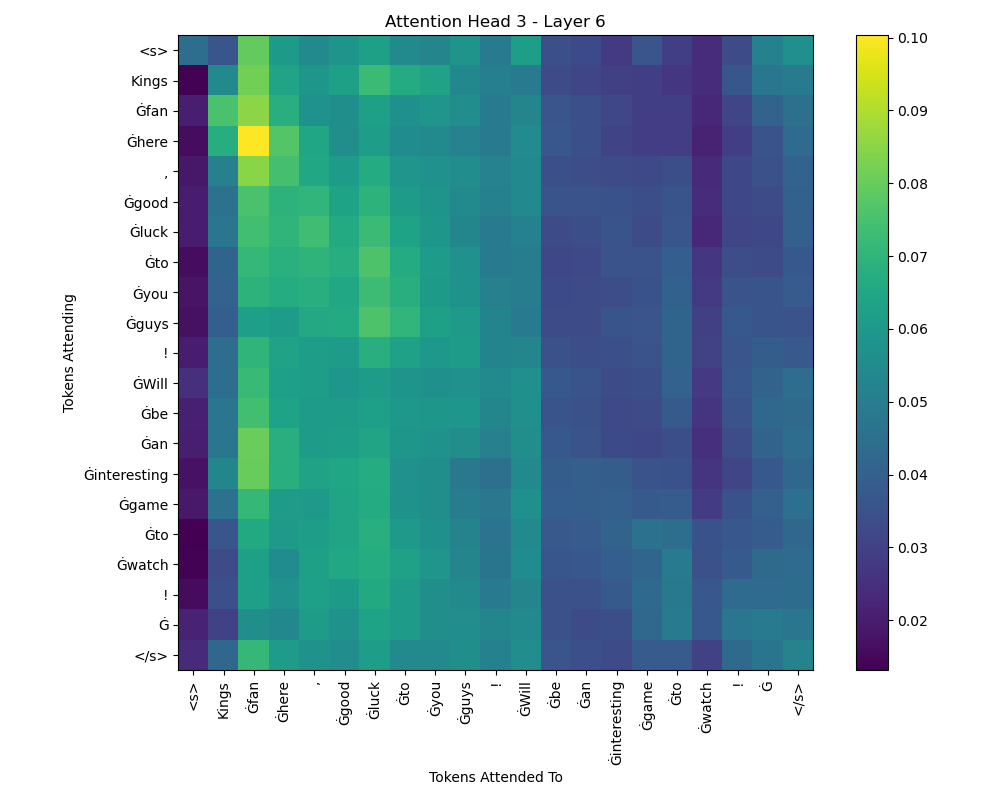 Attention Head 3 - Layer 6
Tokens Attending
<s>
Kings
Ġfan
Ġhere
,
Ġgood
Ġluck
Ġto
Ġyou
Ġguys
!
ĠWill
Ġbe
Ġan
Ġinteresting
Ġgame
Ġto
Ġwatch
!
Ġ
</s>
<s>
Kings
Ġfan
Ġhere
,
Ġgood
Ġluck
Ġto
Ġyou
Ġguys
!
ĠWill
Ġbe
Ġan
Ġinteresting
Ġgame
Ġto
Ġwatch
!
Ġ
</s>
Tokens Attended To
0.10
0.09
0.08
0.07
0.06
0.05
0.04
0.03
0.02